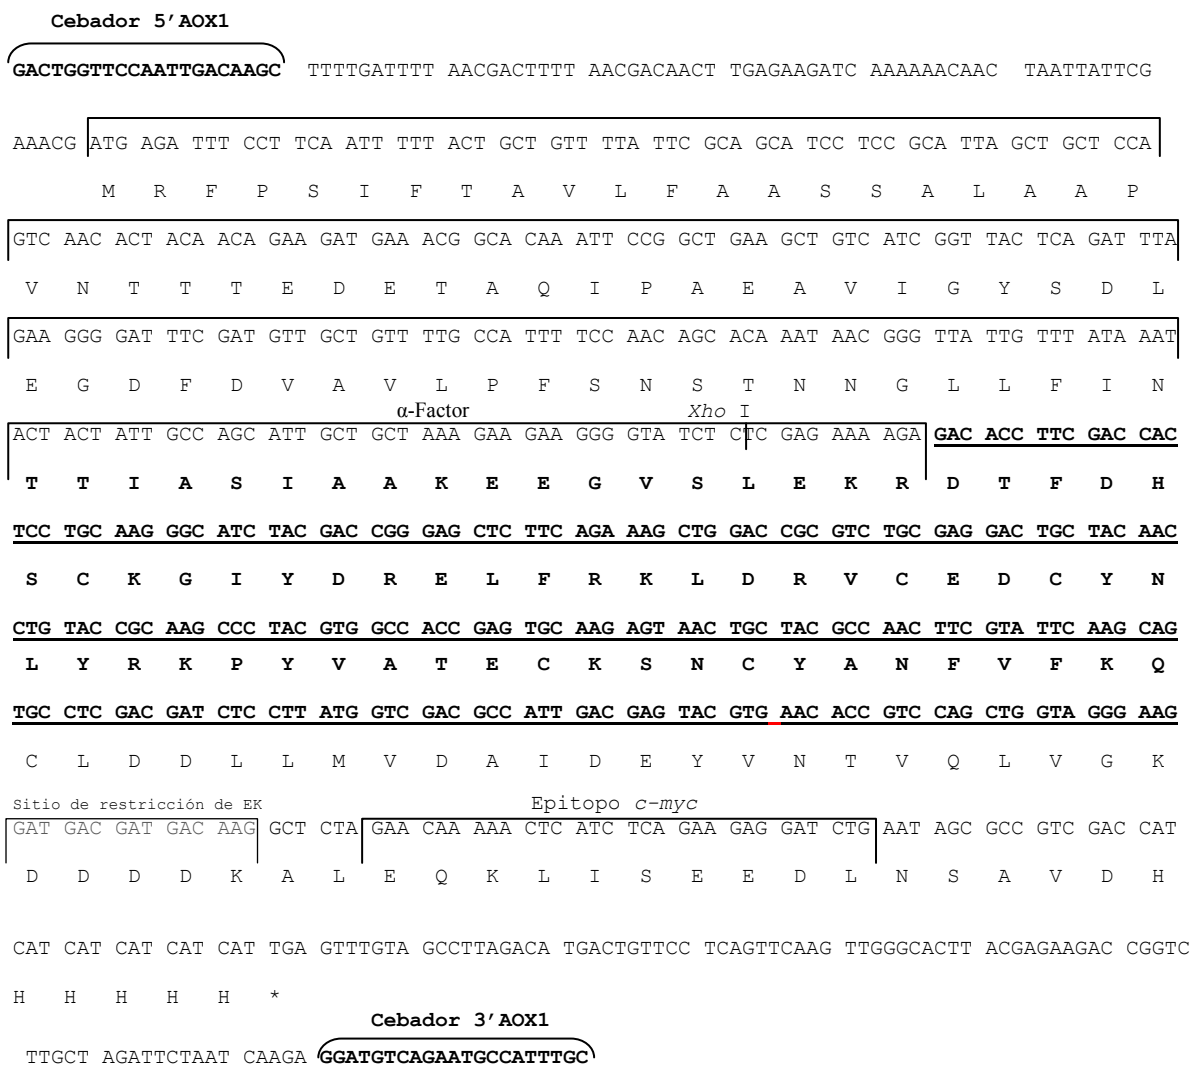 Cebador 5'AOX1
GACTGGTTCCAATTGACAAGC TTTTGATTTT AACGACTTTT AACGACAACT TGAGAAGATC AAAAAACAAC TAATTATTCG
AAACG ATG AGA TTT CCT TCA ATT TTT ACT GCT GTT TTA TTC GCA GCA TCC TCC GCA TTA GCT GCT CCA
M R F P S I F T A V L F A A S S A L A A P
GTC AAC ACT ACA ACA GAA GAT GAA ACG GCA CAA ATT CCG GCT GAA GCT GTC ATC GGT TAC TCA GAT TTA
V N T T T E D E T A Q I P A E A V I G Y S D L
GAA GGG GAT TTC GAT GTT GCT GTT TTG CCA TTT TCC AAC AGC ACA AAT AAC GGG TTA TTG TTT ATA AAT
E G D F D V A V L P F S N S T N N G L L F I N
α-Factor Xho I
ACT ACT ATT GCC AGC ATT GCT GCT AAA GAA GAA GGG GTA TCT CTC GAG AAA AGA GAC ACC TTC GAC CAC
T T I A S I A A K E E G V S L E K R D T F D H
TCC TGC AAG GGC ATC TAC GAC CGG GAG CTC TTC AGA AAG CTG GAC CGC GTC TGC GAG GAC TGC TAC AAC
S C K G I Y D R E L F R K L D R V C E D C Y N
CTG TAC CGC AAG CCC TAC GTG GCC ACC GAG TGC AAG AGT AAC TGC TAC GCC AAC TTC GTA TTC AAG CAG
L Y R K P Y V A T E C K S N C Y A N F V F K Q
TGC CTC GAC GAT CTC CTT ATG GTC GAC GCC ATT GAC GAG TAC GTG AAC ACC GTC CAG CTG GTA GGG AAG
C L D D L L M V D A I D E Y V N T V Q L V G K
Sitio de restricción de EK Epitopo c-myc
GAT GAC GAT GAC AAG GCT CTA GAA CAA AAA CTC ATC TCA GAA GAG GAT CTG AAT AGC GCC GTC GAC CAT
D D D D K A L E Q K L I S E E D L N S A V D H
CAT CAT CAT CAT CAT TGA GTTTGTA GCCTTAGACA TGACTGTTCC TCAGTTCAAG TTGGGCACTT ACGAGAAGAC CGGTC
H H H H H *
Cebador 3'AOX1
TTGCT AGATTCTAAT CAAGA GGATGTCAGAATGCCATTTGC